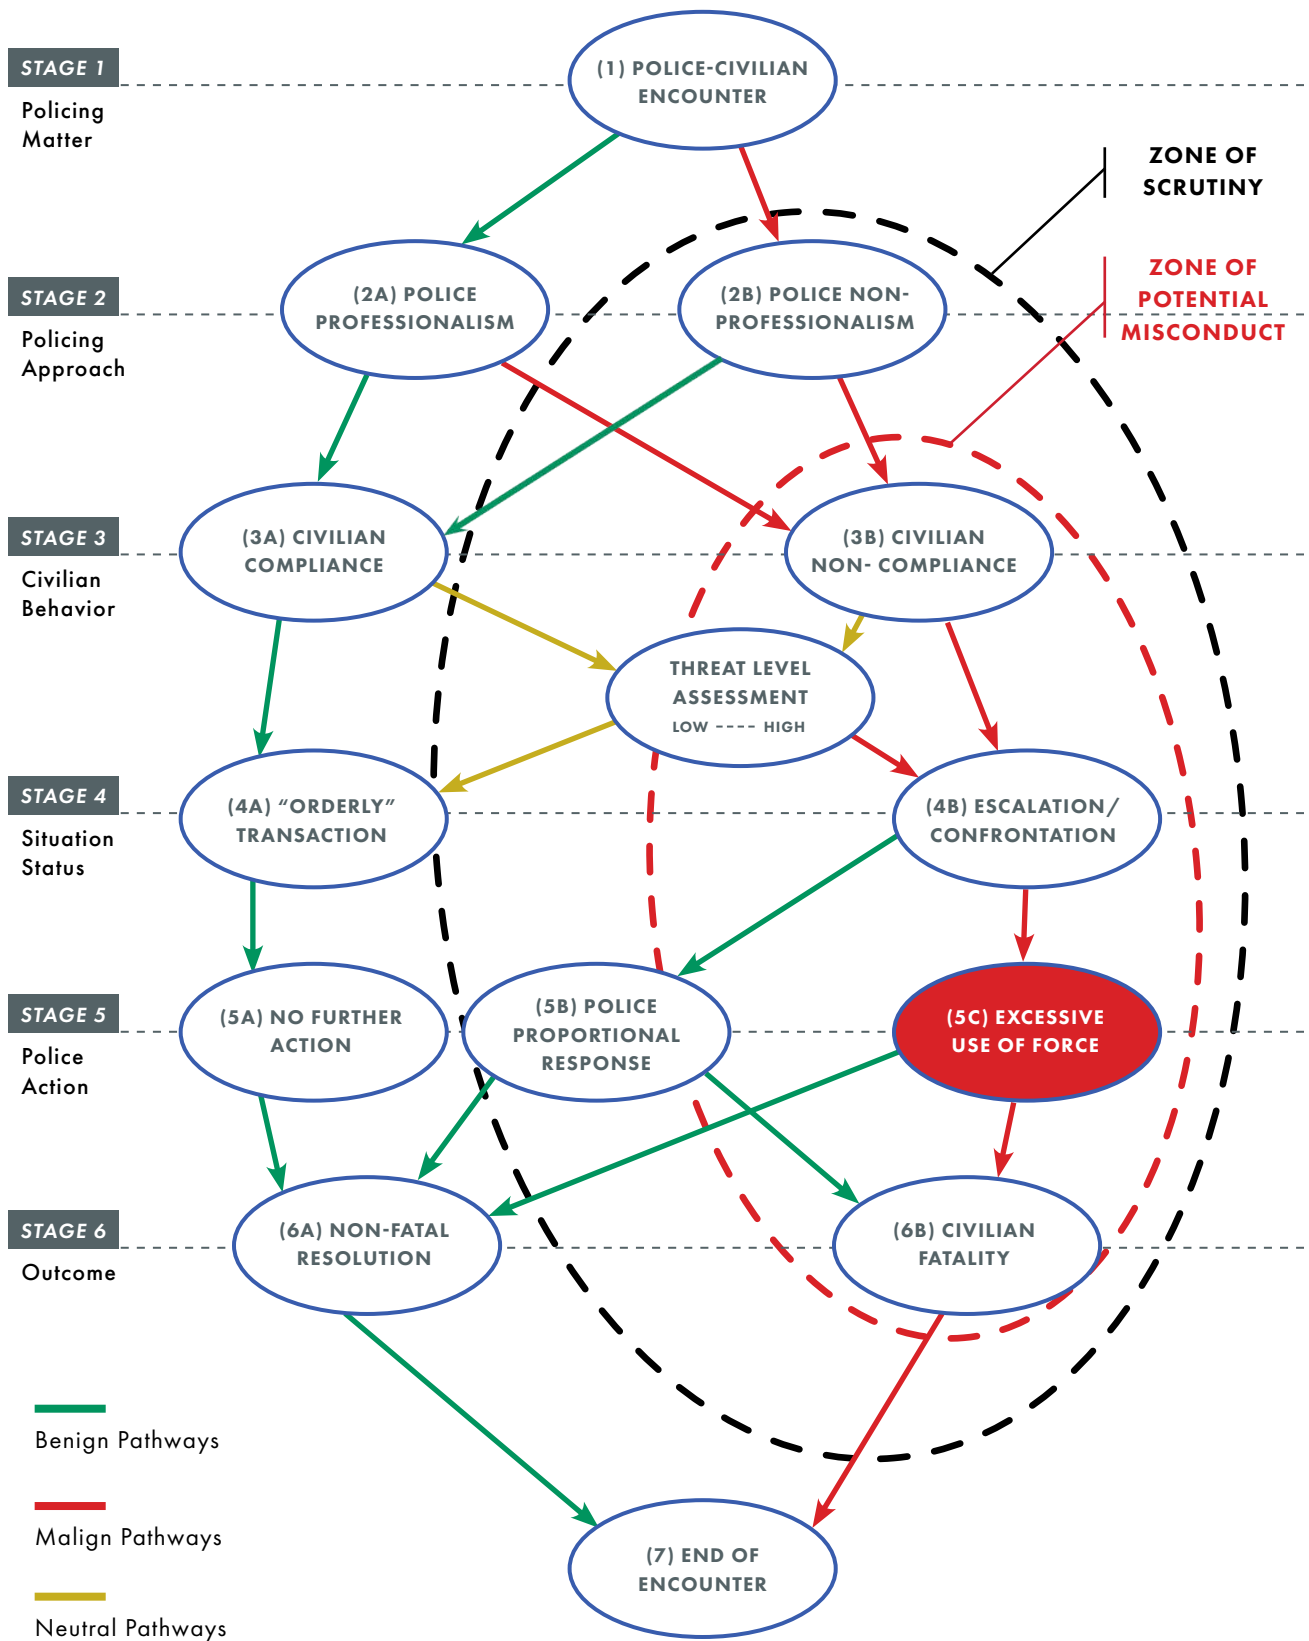 STAGE 1
Policing
Matter
(1) POLICE-CIVILIAN
ENCOUNTER
ZONE OF
SCRUTINY
ZONE OF
POTENTIAL
MISCONDUCT
STAGE 2
Policing
Approach
(2A) POLICE
PROFESSIONALISM
(2B) POLICE NON-
PROFESSIONALISM
STAGE 3
Civilian
Behavior
(3A) CIVILIAN
COMPLIANCE
(3B) CIVILIAN
NON- COMPLIANCE
THREAT LEVEL
ASSESSMENT
LOW ---- HIGH
STAGE 4
Situation
Status
(4A) “ORDERLY”
TRANSACTION
(4B) ESCALATION/
CONFRONTATION
STAGE 5
Police
Action
(5A) NO FURTHER
ACTION
(5B) POLICE
PROPORTIONAL
RESPONSE
(5C) EXCESSIVE
USE OF FORCE
STAGE 6
Outcome
(6A) NON-FATAL
RESOLUTION
(6B) CIVILIAN
FATALITY
(7) END OF
ENCOUNTER
Benign Pathways
Malign Pathways
Neutral Pathways